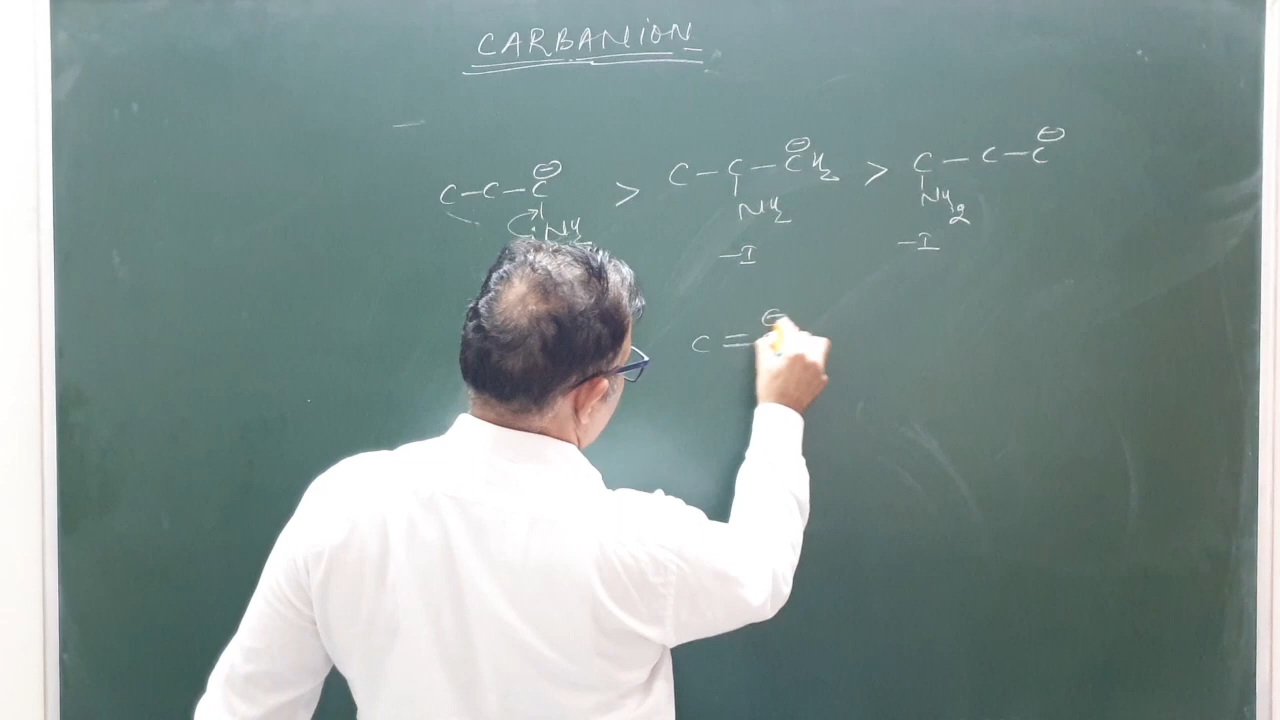 CARBANION
C-C-C⊖ > C-C-C⊖H2 > C-C-C⊖
:NH2 NH2 NH2
-I -I
C=